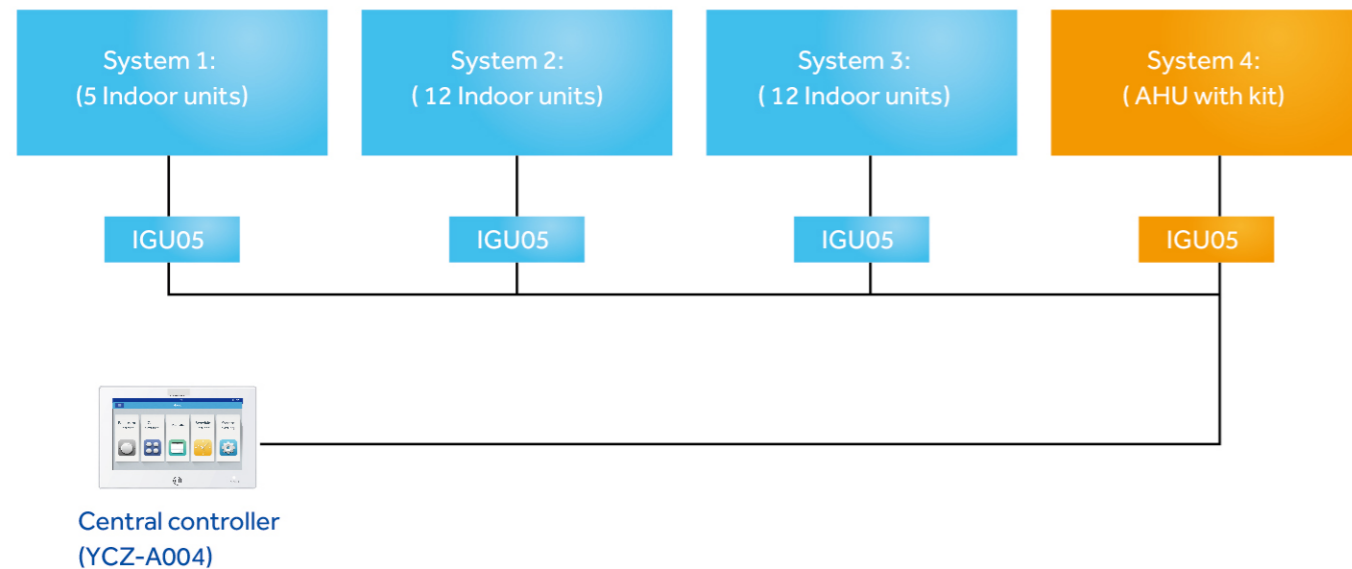 System 1:
(5 Indoor units)
System 2:
( 12 Indoor units)
System 3:
( 12 Indoor units)
System 4:
( AHU with kit)
IGU05
IGU05
IGU05
IGU05
Central controller
(YCZ-A004)